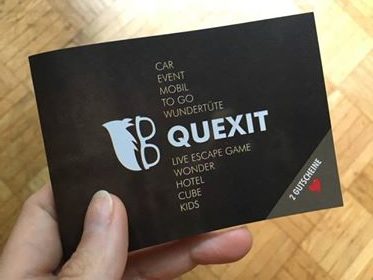 CAR
EVENT
MOBIL
TO GO
WUNDERTÜTE
QUEXIT
LIVE ESCAPE GAME
WONDER
HOTEL
CUBE
KIDS
2 GUTSCHEINE